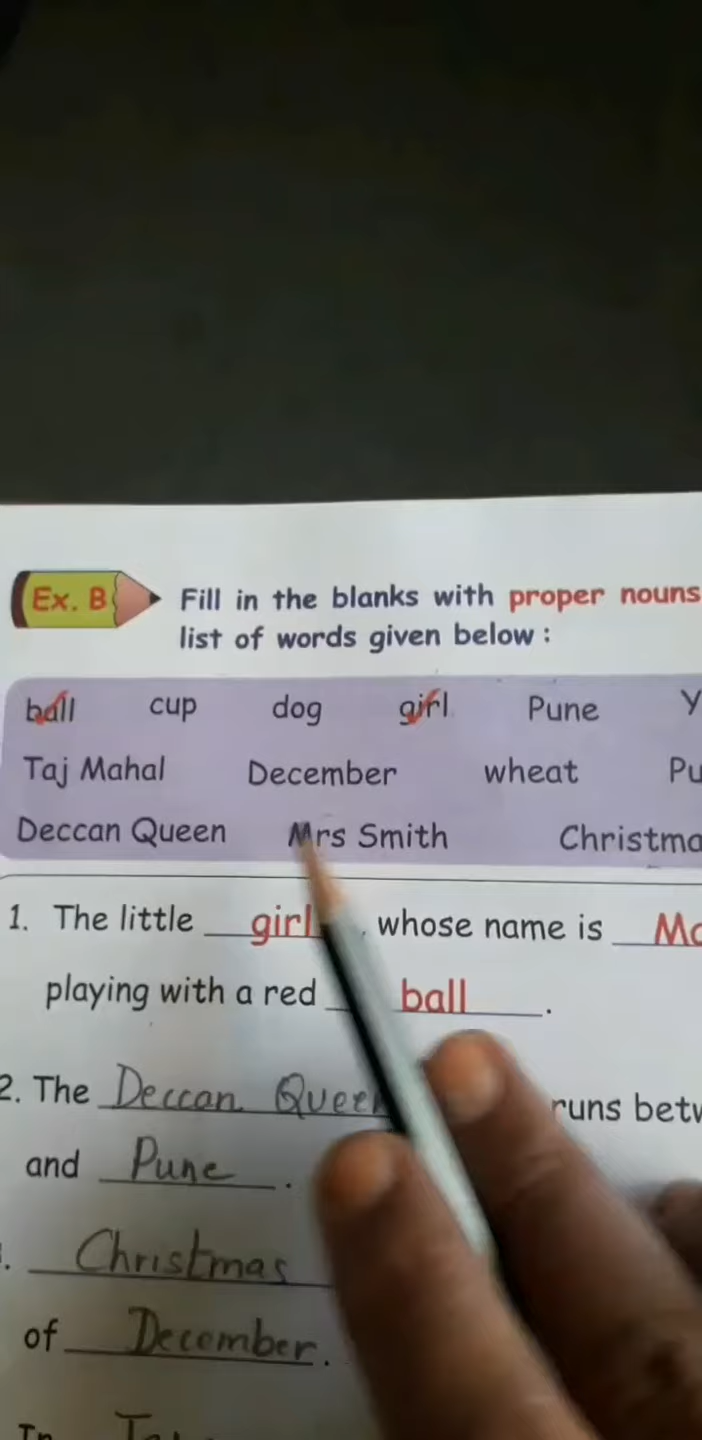 Ex. B Fill in the blanks with proper nouns
list of words given below :
ball cup dog girl Pune
Taj Mahal December wheat
Deccan Queen Mrs Smith
1. The little girl, whose name is
playing with a red ball.
2. The Deccan Queen runs
and Pune.
Christmas
of December.
In